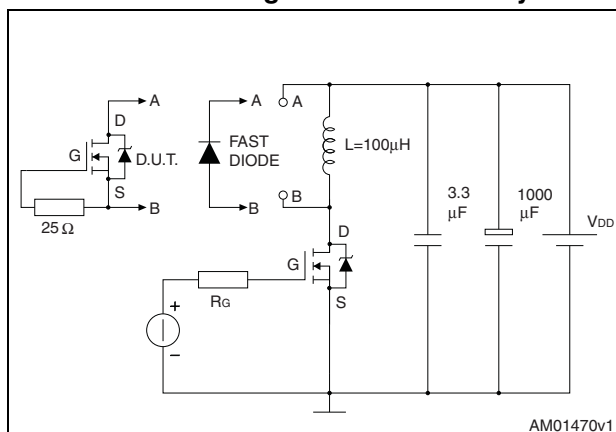 A
D
G
D.U.T.
S
B
25 Ω
A
FAST
DIODE
B
A
L=100μH
B
D
G
S
RG
+
–
3.3
μF
1000
μF
VDD
AM01470v1